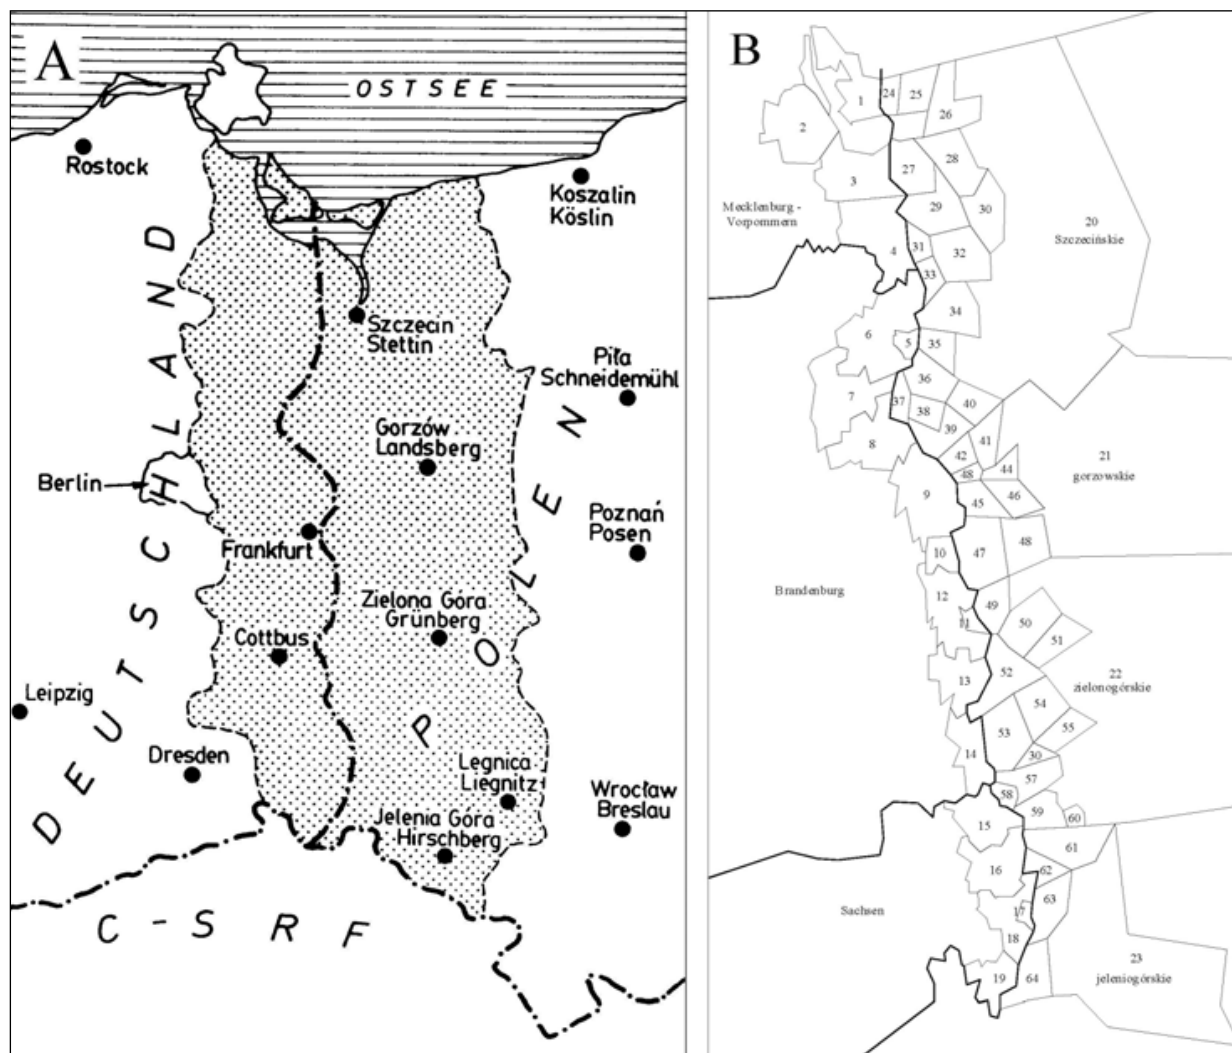 A
OSTSEE
Rostock
Koszalin
Köslin
DEUTSCHLAND
Szczecin
Stettin
Piła
Schneidemühl
Gorzów
Landsberg
Berlin
POLEN
Poznań
Posen
Frankfurt
Zielona Góra
Grünberg
Cottbus
Leipzig
Dresden
Legnica
Liegnitz
Wrocław
Breslau
Jelenia Góra
Hirschberg
C-SRF
B
1
24
25
26
2
28
27
3
29
30
Mecklenburg -
Vorpommern
20
Szczecińskie
4
31
32
33
34
6
5
35
36
7
37
38
40
39
8
41
42
44
21
gorzowskie
48
9
45
46
10
47
48
Brandenburg
12
49
11
50
51
52
13
22
zielonogórskie
54
53
55
14
30
57
58
59
60
15
61
16
62
63
Sachsen
17
18
19
64
23
jeleniogórskie